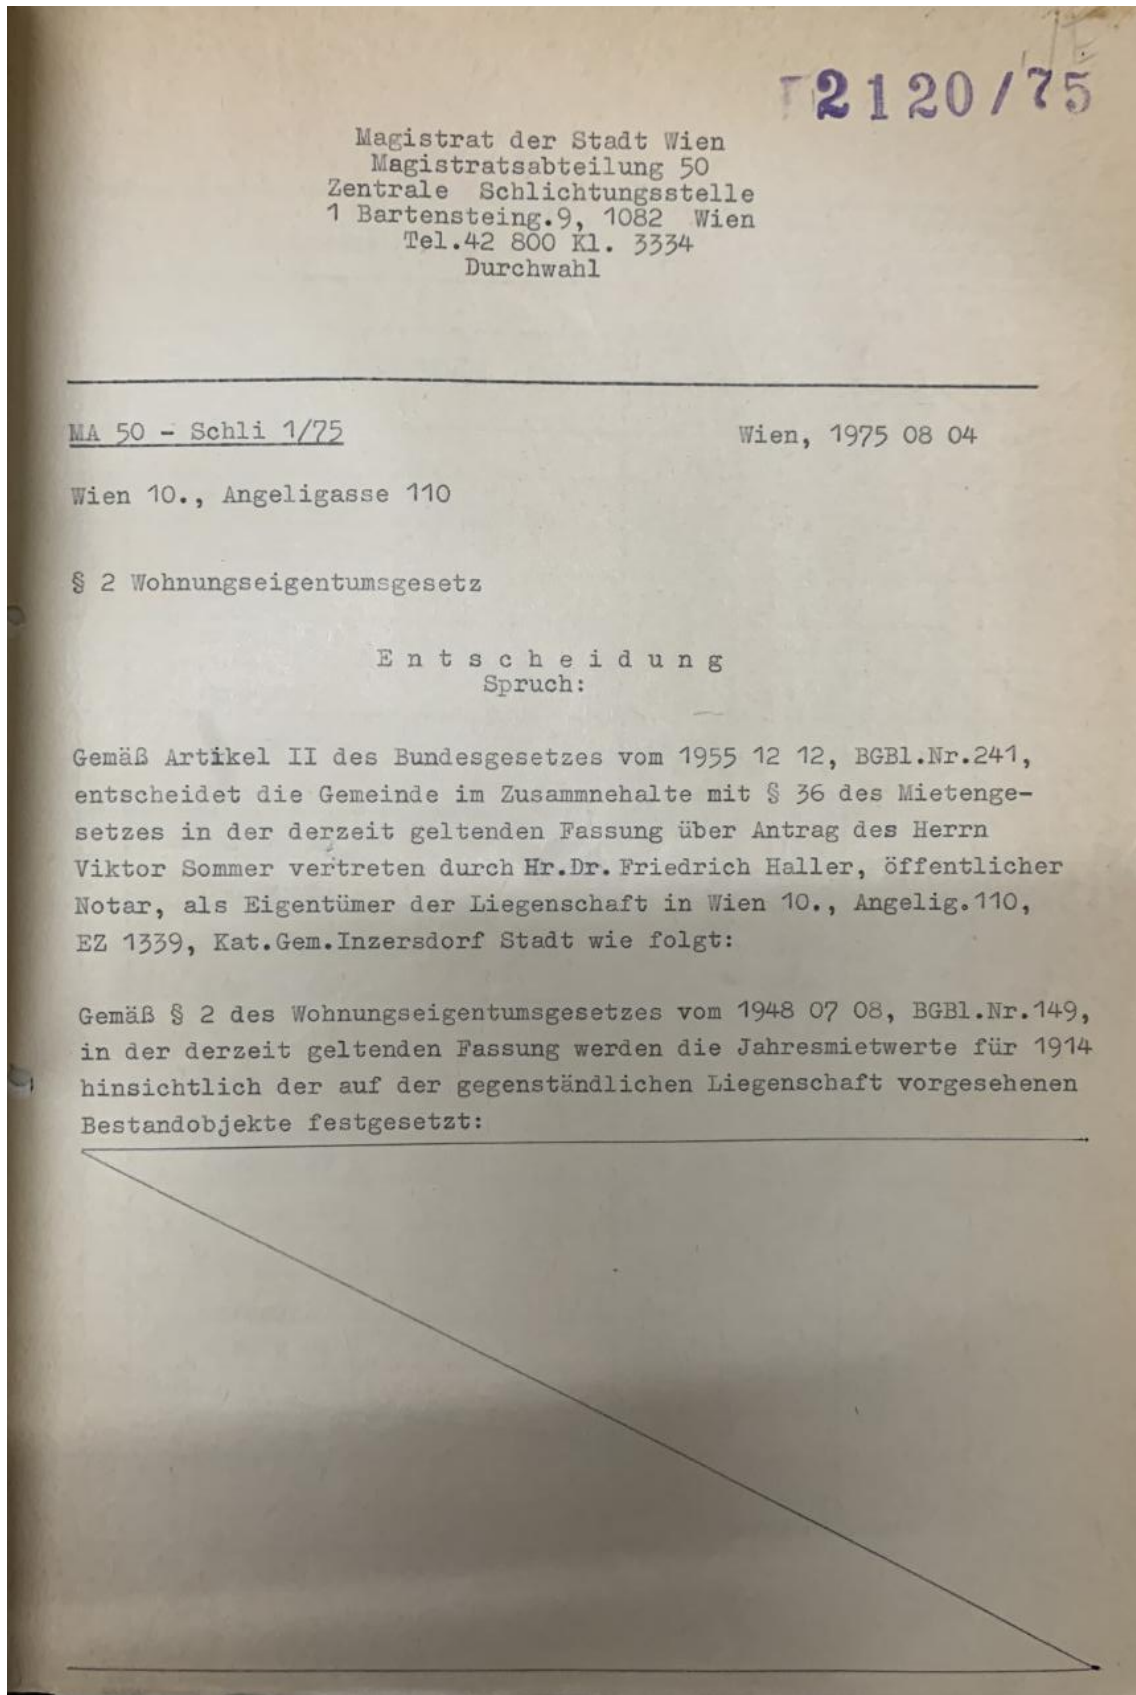 2120/75
Magistrat der Stadt Wien
Magistratsabteilung 50
Zentrale Schlichtungsstelle
1 Bartensteing.9, 1082 Wien
Tel.42 800 Kl. 3334
Durchwahl
MA 50 - Schli 1/75
Wien, 1975 08 04
Wien 10., Angeligasse 110
§ 2 Wohnungseigentumsgesetz
E n t s c h e i d u n g
Spruch:
Gemäß Artikel II des Bundesgesetzes vom 1955 12 12, BGBl.Nr.241,
entscheidet die Gemeinde im Zusammnehalte mit § 36 des Mietenge-
setzes in der derzeit geltenden Fassung über Antrag des Herrn
Viktor Sommer vertreten durch Hr.Dr.Friedrich Haller, öffentlicher
Notar, als Eigentümer der Liegenschaft in Wien 10., Angelig.110,
EZ 1339, Kat.Gem.Inzersdorf Stadt wie folgt:
Gemäß § 2 des Wohnungseigentumsgesetzes vom 1948 07 08, BGBl.Nr.149,
in der derzeit geltenden Fassung werden die Jahresmietwerte für 1914
hinsichtlich der auf der gegenständlichen Liegenschaft vorgesehenen
Bestandobjekte festgesetzt: